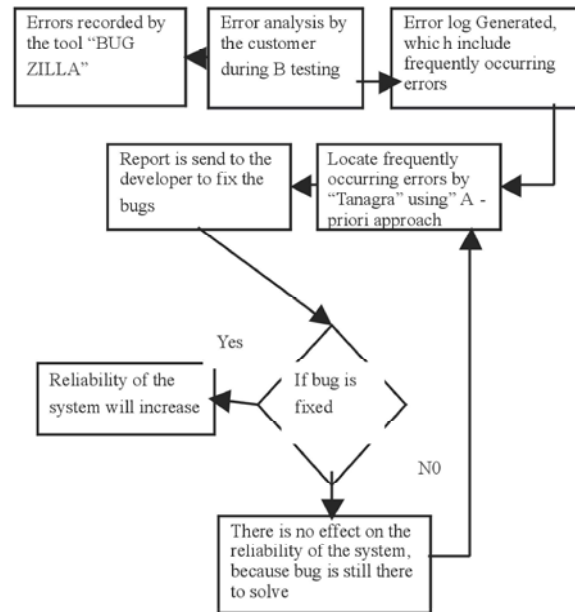 Errors recorded by
the tool “BUG
ZILLA”
Error analysis by
the customer
during B testing
Error log Generated,
whic h include
frequently occurring
errors
Report is send to the
developer to fix the
bugs
Locate frequently
occurring errors by
“Tanagra” using” A -
priori approach
Yes
Reliability of the
system will increase
If bug is
fixed
N0
There is no effect on the
reliability of the system,
because bug is still there
to solve